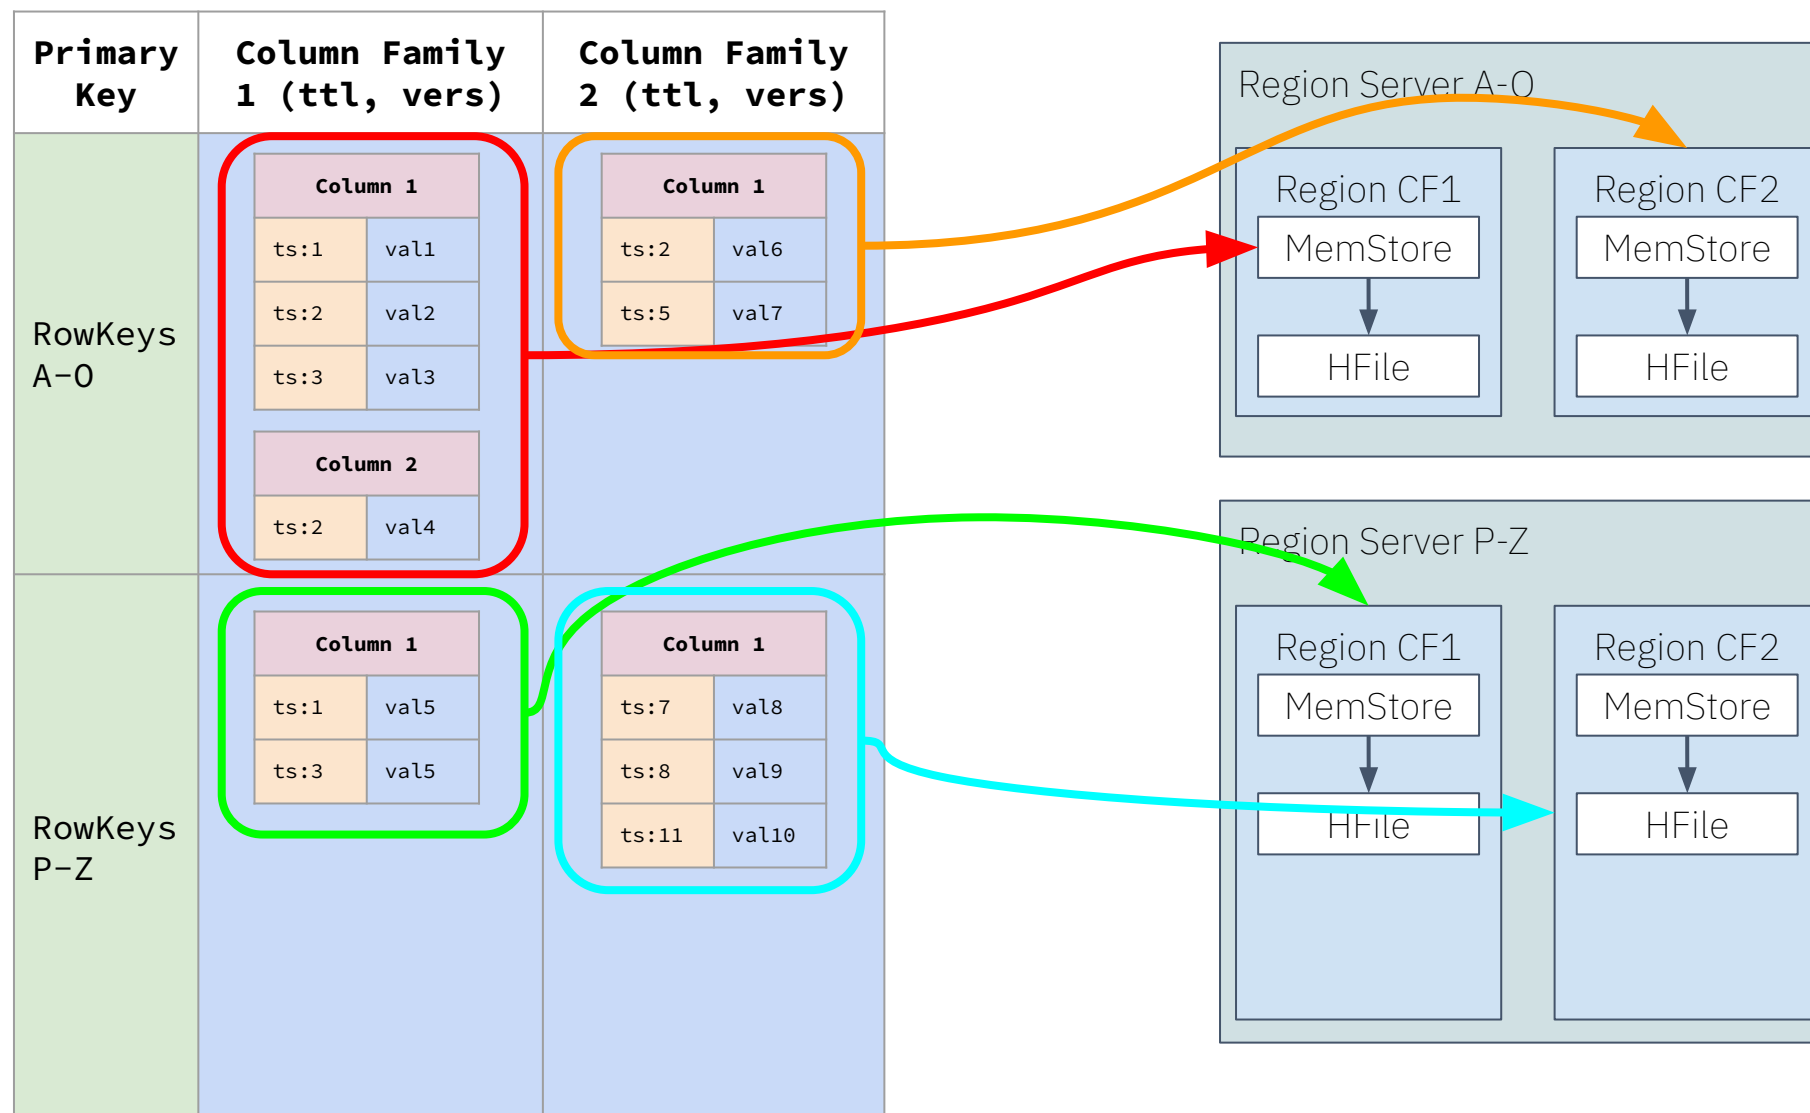 Primary
Key
Column Family
1 (ttl, vers)
Column Family
2 (ttl, vers)
RowKeys
A-O
Column 1
ts:1 val1
ts:2 val2
ts:3 val3
Column 2
ts:2 val4
Column 1
ts:2 val6
ts:5 val7
RowKeys
P-Z
Column 1
ts:1 val5
ts:3 val5
Column 1
ts:7 val8
ts:8 val9
ts:11 val10
Region Server A-O
Region CF1
MemStore
HFile
Region CF2
MemStore
HFile
Region Server P-Z
Region CF1
MemStore
HFile
Region CF2
MemStore
HFile